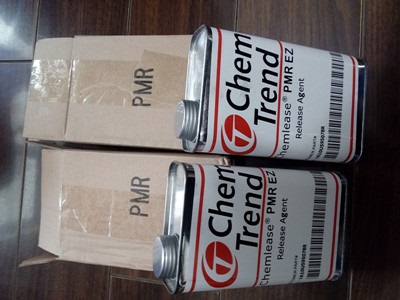 PMR
Chem
Trend
Chemlease® PMR EZ
Release Agent
PMR
Chem
Trend
Chemlease® PMR EZ
Release Agent